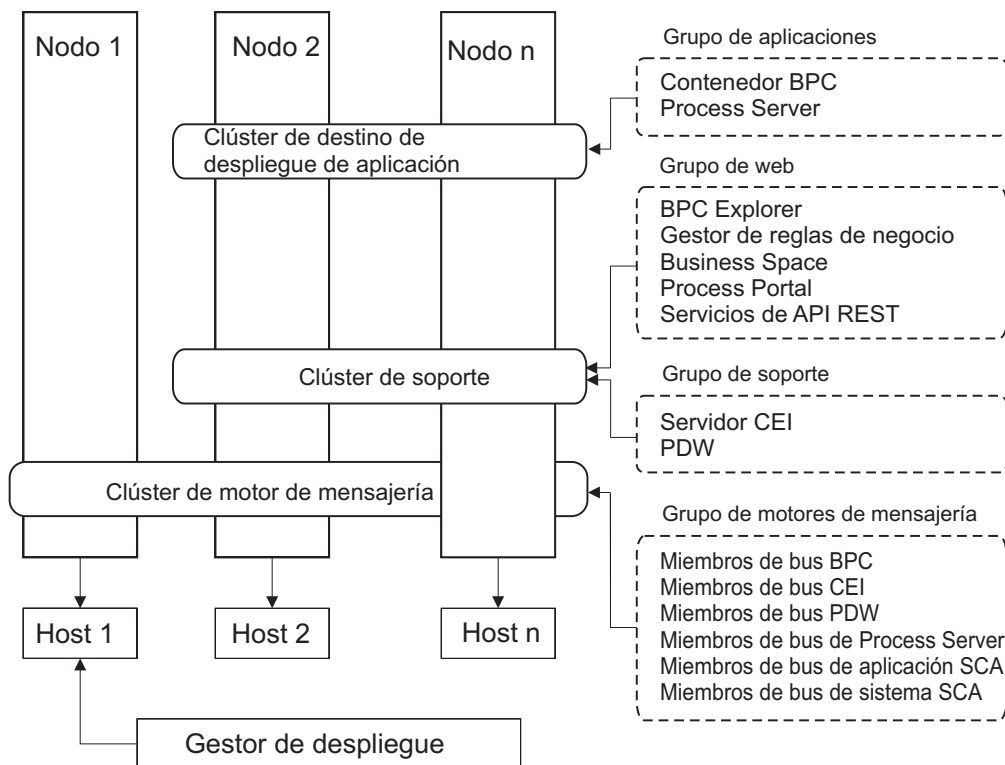 Nodo 1
Nodo 2
Nodo n
Clúster de destino de
despliegue de aplicación
Clúster de soporte
Clúster de motor de mensajería
Host 1
Host 2
Host n
Gestor de despliegue
Grupo de aplicaciones
Contenedor BPC
Process Server
Grupo de web
BPC Explorer
Gestor de reglas de negocio
Business Space
Process Portal
Servicios de API REST
Grupo de soporte
Servidor CEI
PDW
Grupo de motores de mensajería
Miembros de bus BPC
Miembros de bus CEI
Miembros de bus PDW
Miembros de bus de Process Server
Miembros de bus de aplicación SCA
Miembros de bus de sistema SCA